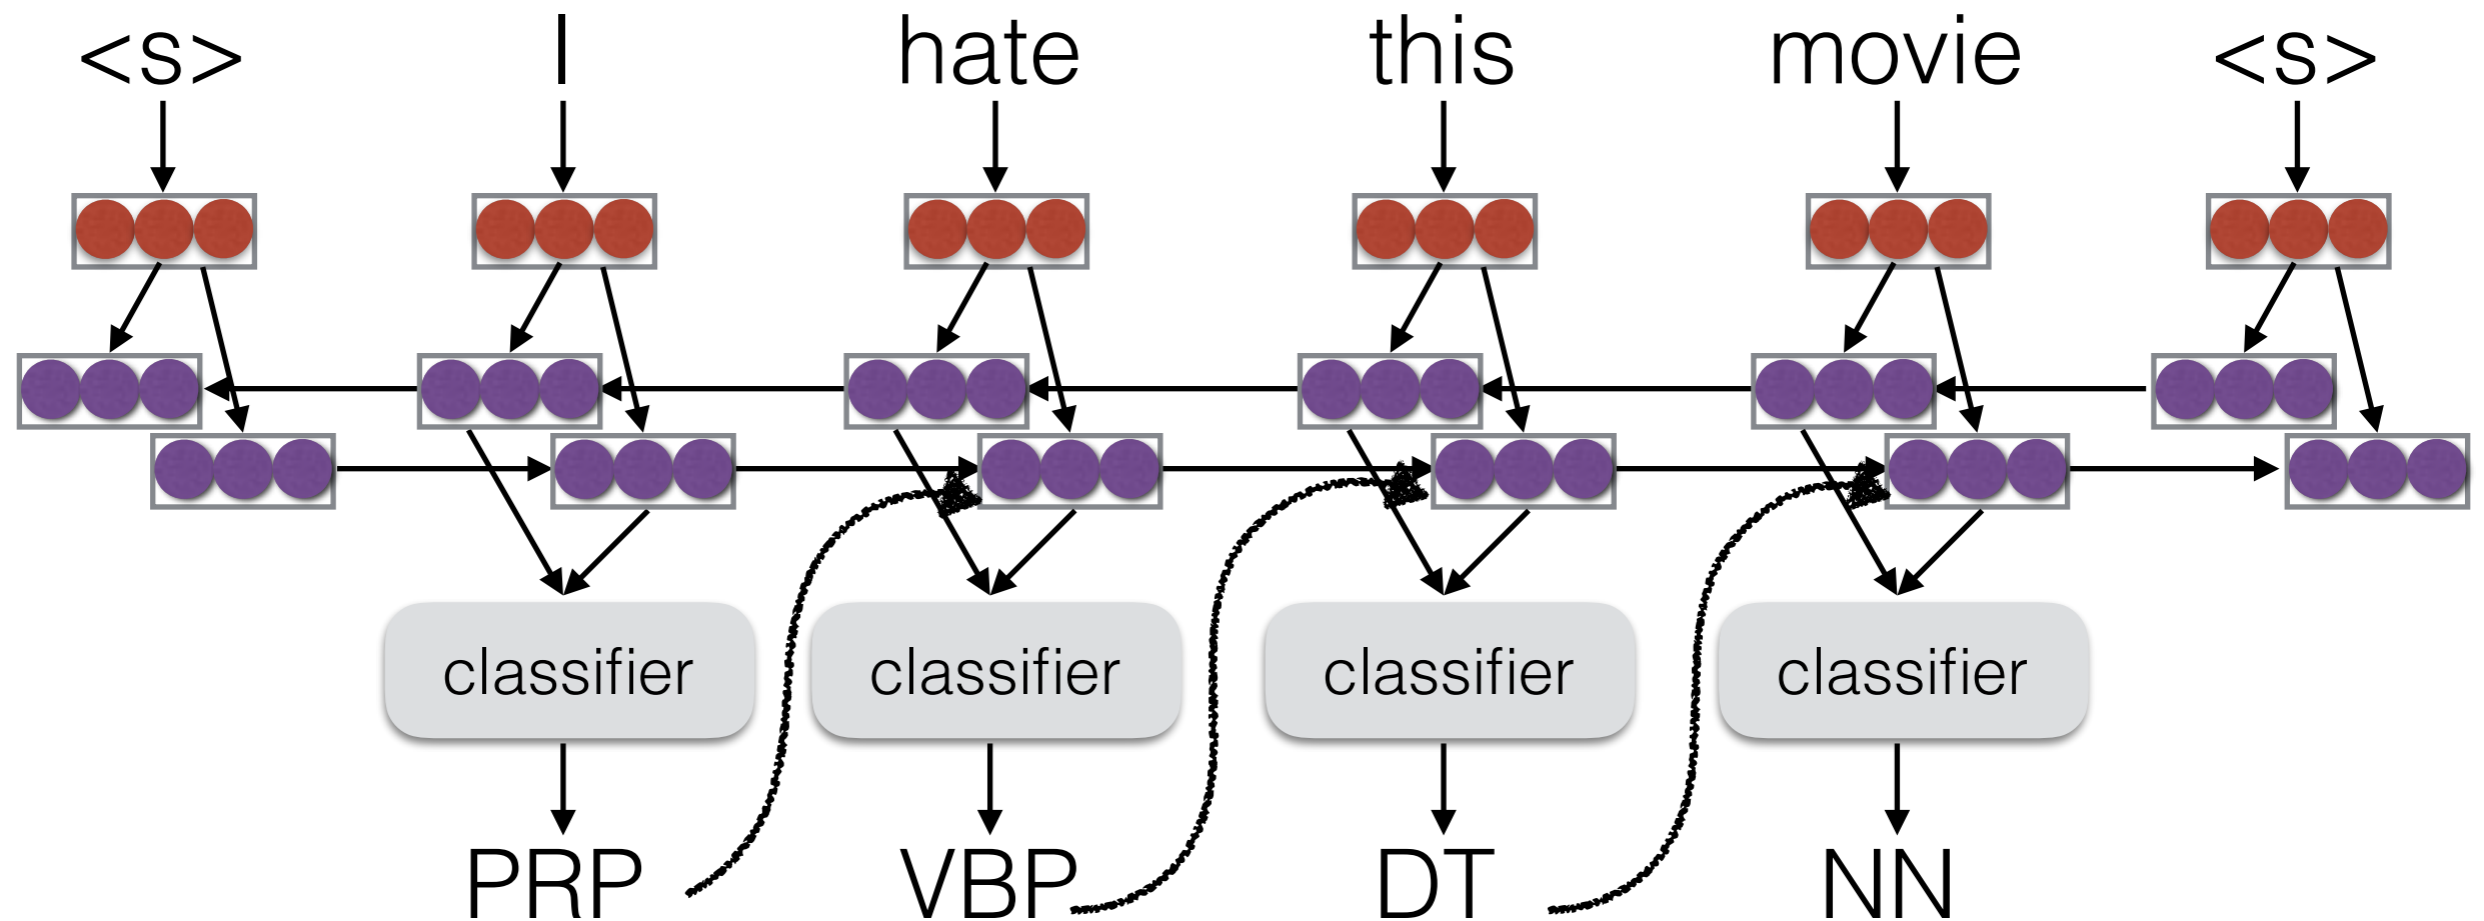 <s> I hate this movie <s>
classifier classifier classifier classifier
PRP VBP DT NN